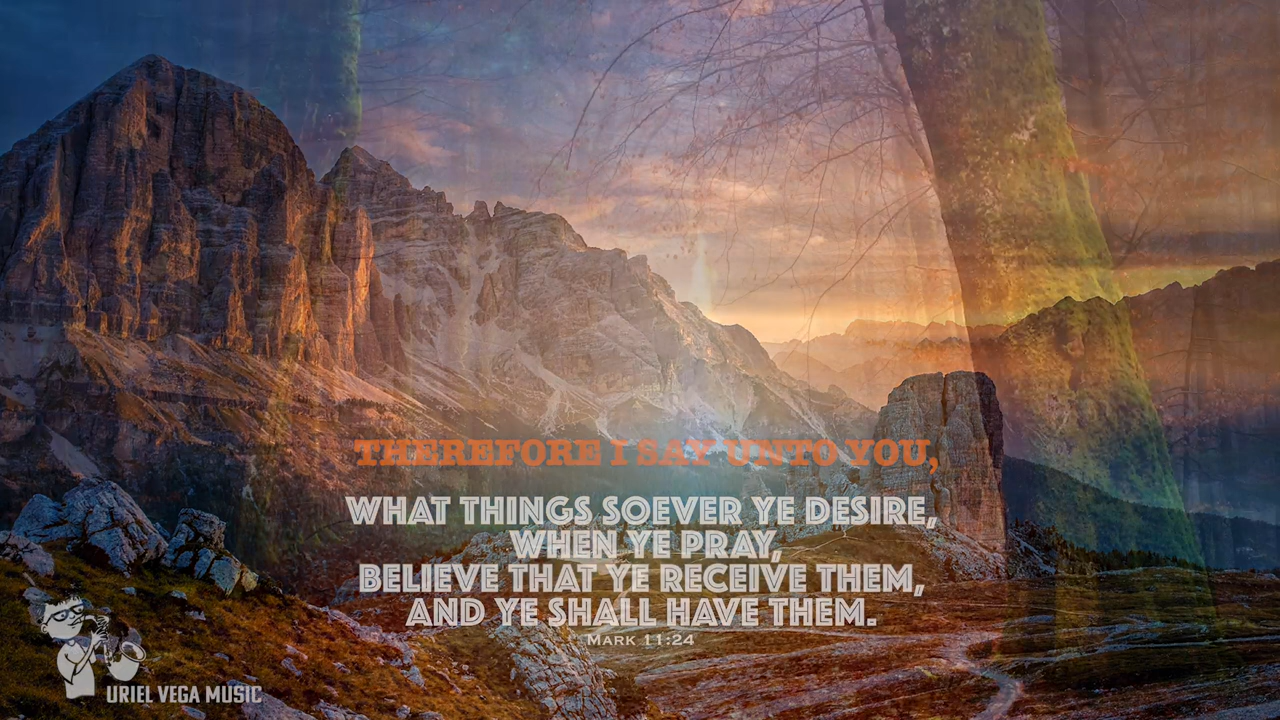 THEREFORE I SAY UNTO YOU,
WHAT THINGS SOEVER YE DESIRE,
WHEN YE PRAY,
BELIEVE THAT YE RECEIVE THEM,
AND YE SHALL HAVE THEM.
MARK 11:24
URIEL VEGA MUSIC